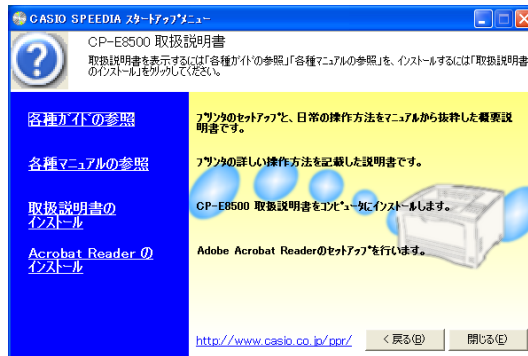 CASIO SPEEDIA ｽﾀｰﾄｱｯﾌﾟﾒﾆｭｰ
CP-E8500 取扱説明書
取扱説明書を表示するには｢各種ｶﾞｲﾄﾞの参照｣｢各種ﾏﾆｭｱﾙの参照｣を、ｲﾝｽﾄｰﾙするには｢取扱説明書
のｲﾝｽﾄｰﾙ｣をｸﾘｯｸしてください。
各種ｶﾞｲﾄﾞの参照
ﾌﾟﾘﾝﾀのｾｯﾄｱｯﾌﾟと、日常の操作方法をﾏﾆｭｱﾙから抜粋した概要説
明書です。
各種ﾏﾆｭｱﾙの参照
ﾌﾟﾘﾝﾀの詳しい操作方法を記載した説明書です。
取扱説明書の
ｲﾝｽﾄｰﾙ
CP-E8500 取扱説明書をｺﾝﾋﾟｭｰﾀにｲﾝｽﾄｰﾙします。
Acrobat Reader の
ｲﾝｽﾄｰﾙ
Adobe Acrobat Readerのｾｯﾄｱｯﾌﾟを行います。
http://www.casio.co.jp/ppr/
< 戻る(B)
閉じる(E)